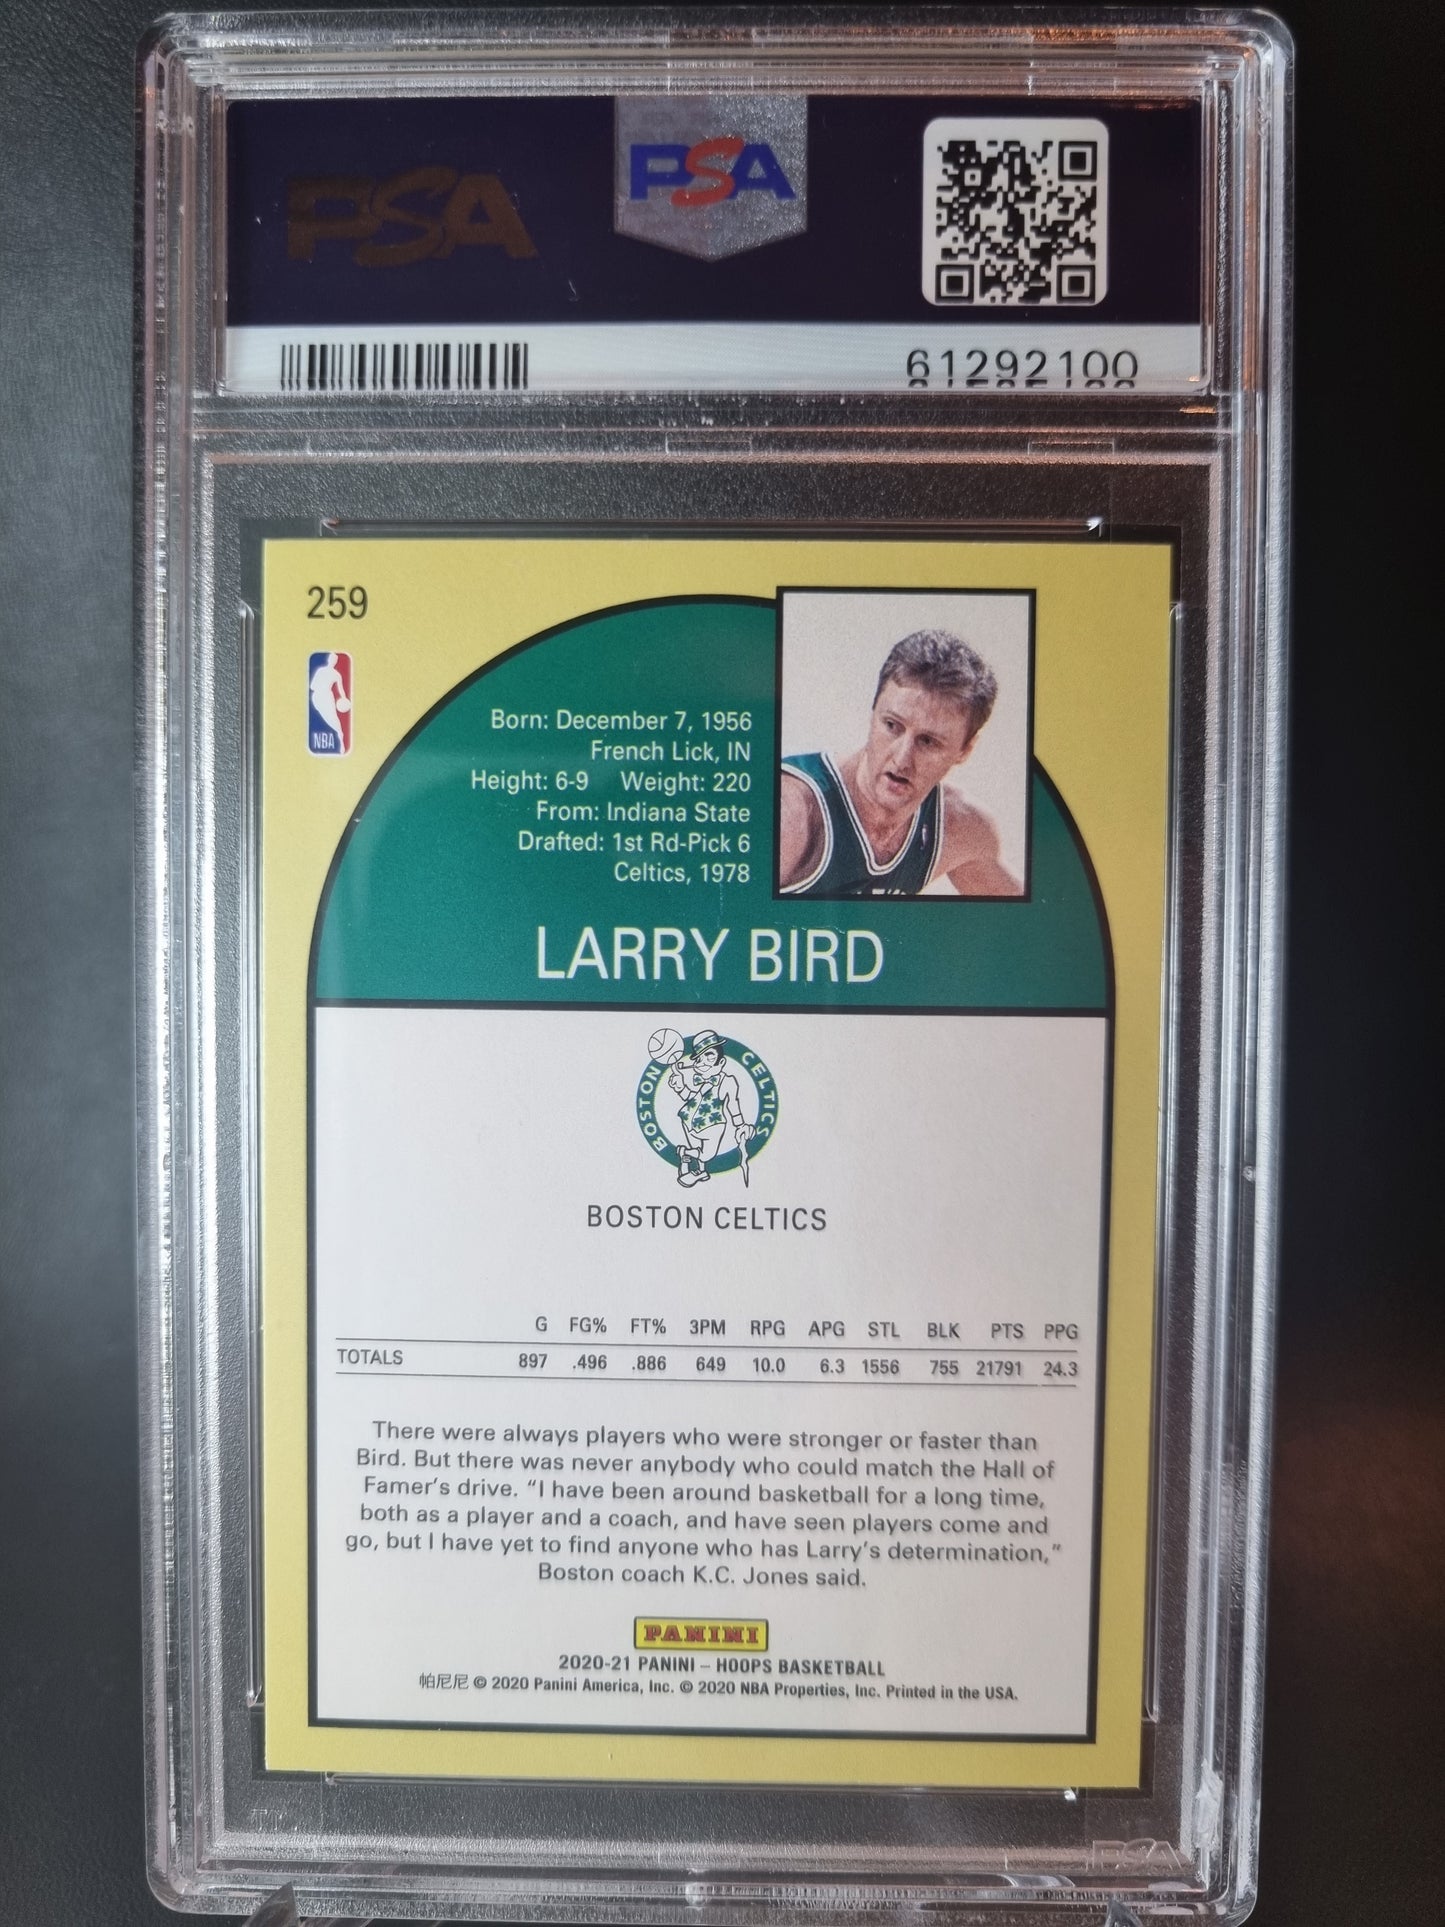 PSA
PSA
61292100
259
NBA
Born: December 7, 1956
French Lick, IN
Height: 6-9 Weight: 220
From: Indiana State
Drafted: 1st Rd-Pick 6
Celtics, 1978
LARRY BIRD
BOSTON CELTICS
BOSTON CELTICS
G FG% FT% 3PM RPG APG STL BLK PTS PPG
TOTALS 897 .496 .886 649 10.0 6.3 1556 755 21791 24.3
There were always players who were stronger or faster than
Bird. But there was never anybody who could match the Hall of
Famer's drive. “I have been around basketball for a long time,
both as a player and a coach, and have seen players come and
go, but I have yet to find anyone who has Larry's determination,”
Boston coach K.C. Jones said.
PANINI
2020-21 PANINI – HOOPS BASKETBALL
帕尼尼 © 2020 Panini America, Inc. © 2020 NBA Properties, Inc. Printed in the USA.
PSA